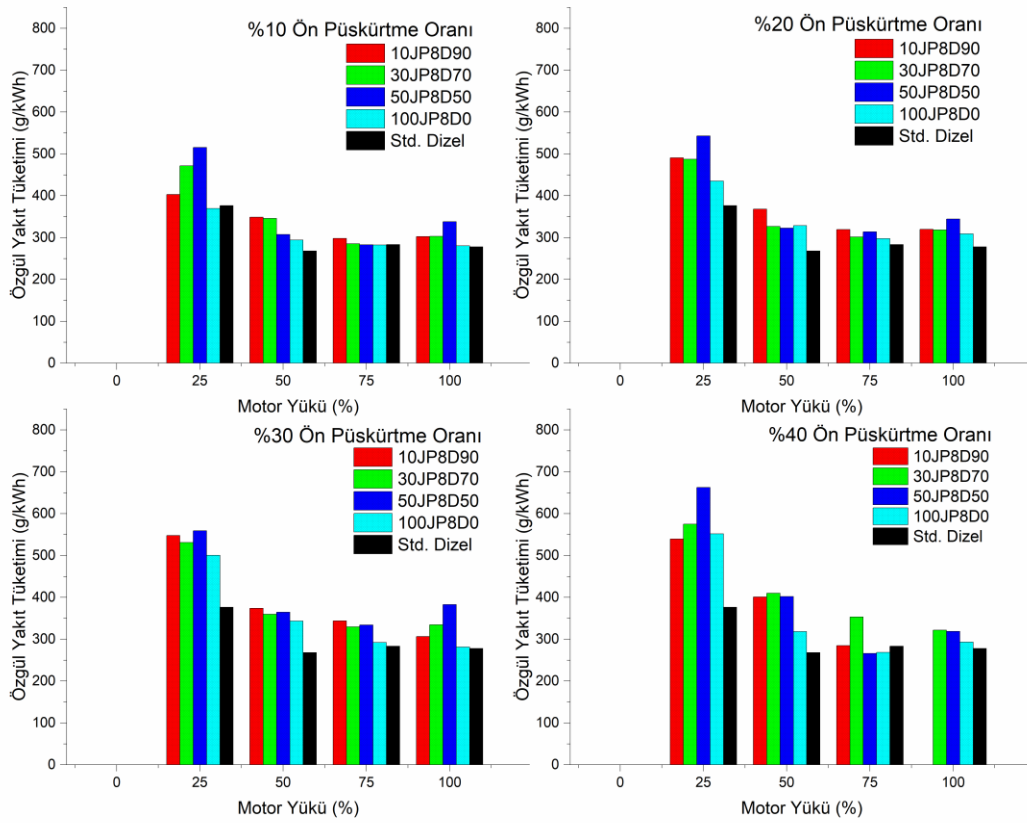 %10 Ön Püskürtme Oranı
10JP8D90
30JP8D70
50JP8D50
100JP8D0
Std. Dizel
Özgül Yakıt Tüketimi (g/kWh)
800
700
600
500
400
300
200
100
0
0 25 50 75 100
Motor Yükü (%)
%20 Ön Püskürtme Oranı
10JP8D90
30JP8D70
50JP8D50
100JP8D0
Std. Dizel
Özgül Yakıt Tüketimi (g/kWh)
800
700
600
500
400
300
200
100
0
0 25 50 75 100
Motor Yükü (%)
%30 Ön Püskürtme Oranı
10JP8D90
30JP8D70
50JP8D50
100JP8D0
Std. Dizel
Özgül Yakıt Tüketimi (g/kWh)
800
700
600
500
400
300
200
100
0
0 25 50 75 100
Motor Yükü (%)
%40 Ön Püskürtme Oranı
10JP8D90
30JP8D70
50JP8D50
100JP8D0
Std. Dizel
Özgül Yakıt Tüketimi (g/kWh)
800
700
600
500
400
300
200
100
0
0 25 50 75 100
Motor Yükü (%)